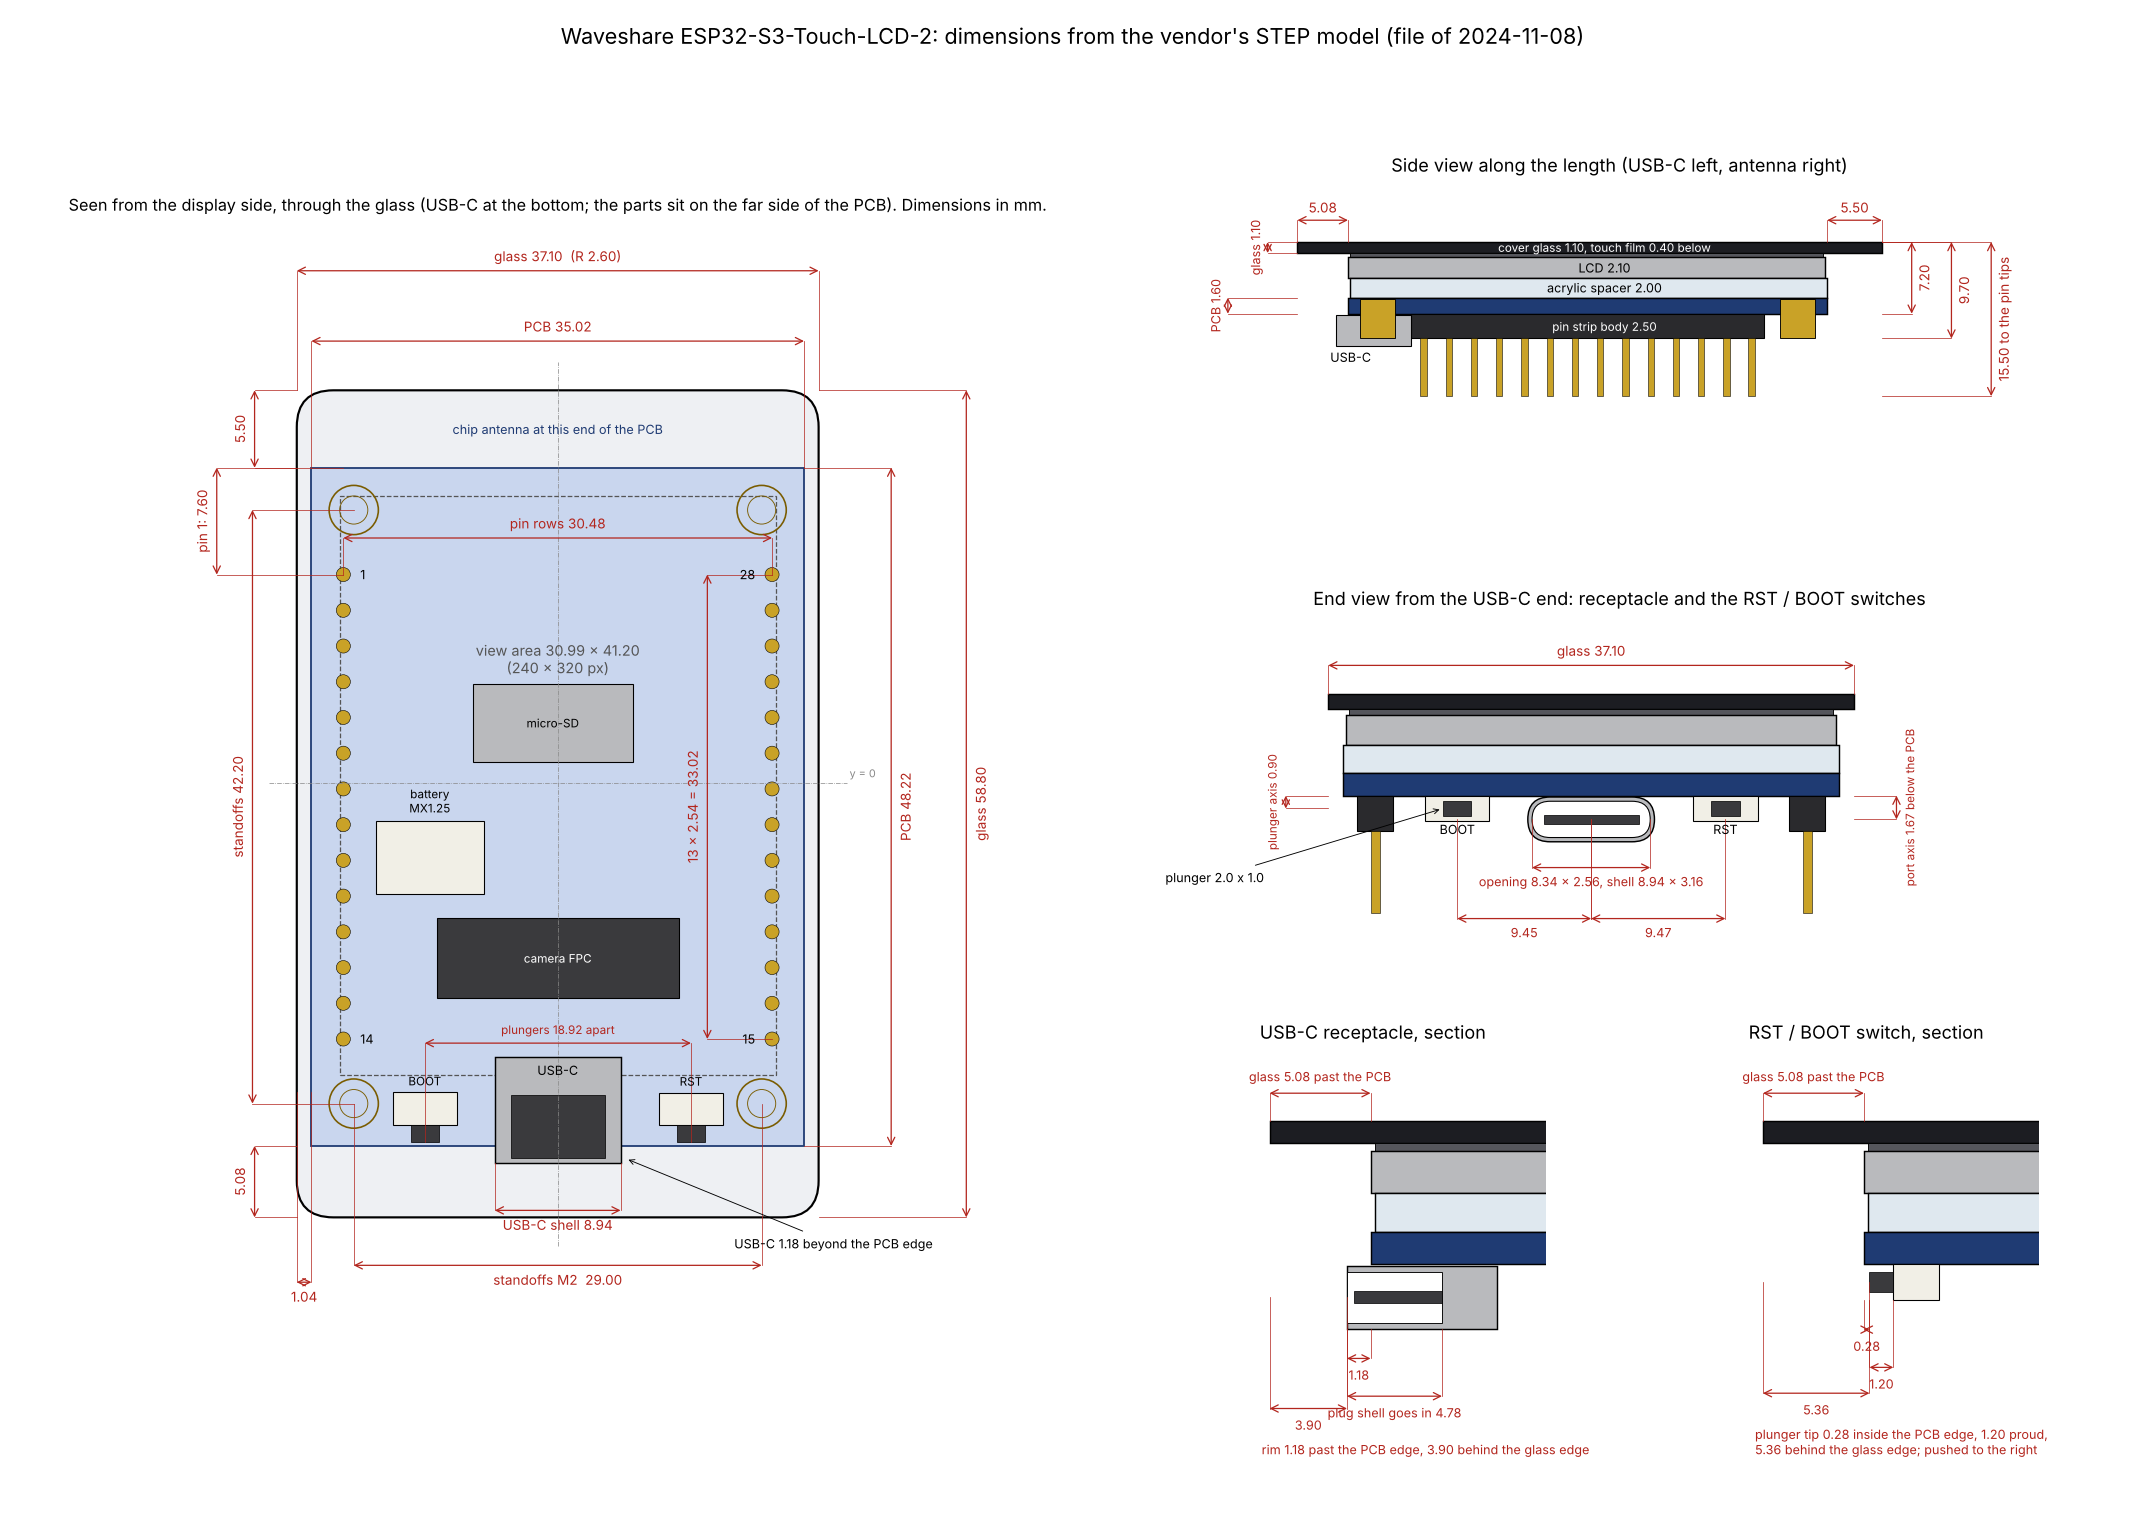 Waveshare ESP32-S3-Touch-LCD-2: dimensions from the vendor's STEP model (file of 2024-11-08)
Seen from the display side, through the glass (USB-C at the bottom; the parts sit on the far side of the PCB). Dimensions in mm.
glass 37.10 (R 2.60)
PCB 35.02
5.50
chip antenna at this end of the PCB
pin 1: 7.60
pin rows 30.48
1
28
view area 30.99 × 41.20
(240 × 320 px)
micro-SD
y = 0
battery
MX1.25
standoffs 42.20
13 × 2.54 = 33.02
PCB 48.22
glass 58.80
camera FPC
plungers 18.92 apart
14
15
BOOT
USB-C
RST
5.08
USB-C shell 8.94
USB-C 1.18 beyond the PCB edge
standoffs M2 29.00
1.04
Side view along the length (USB-C left, antenna right)
5.08
5.50
glass 1.10
cover glass 1.10, touch film 0.40 below
LCD 2.10
acrylic spacer 2.00
PCB 1.60
pin strip body 2.50
USB-C
7.20
9.70
15.50 to the pin tips
End view from the USB-C end: receptacle and the RST / BOOT switches
glass 37.10
plunger axis 0.90
port axis 1.67 below the PCB
BOOT
RST
plunger 2.0 x 1.0
opening 8.34 × 2.56, shell 8.94 × 3.16
9.45
9.47
USB-C receptacle, section
glass 5.08 past the PCB
1.18
plug shell goes in 4.78
3.90
rim 1.18 past the PCB edge, 3.90 behind the glass edge
RST / BOOT switch, section
glass 5.08 past the PCB
0.28
1.20
5.36
plunger tip 0.28 inside the PCB edge, 1.20 proud,
5.36 behind the glass edge; pushed to the right